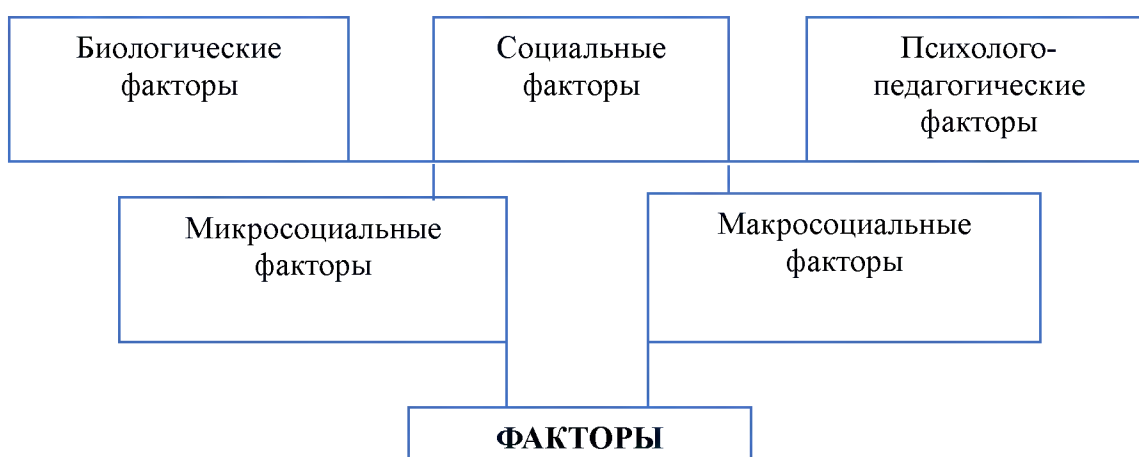 Биологические
факторы
Социальные
факторы
Психолого-
педагогические
факторы
Микросоциальные
факторы
Макросоциальные
факторы
ФАКТОРЫ